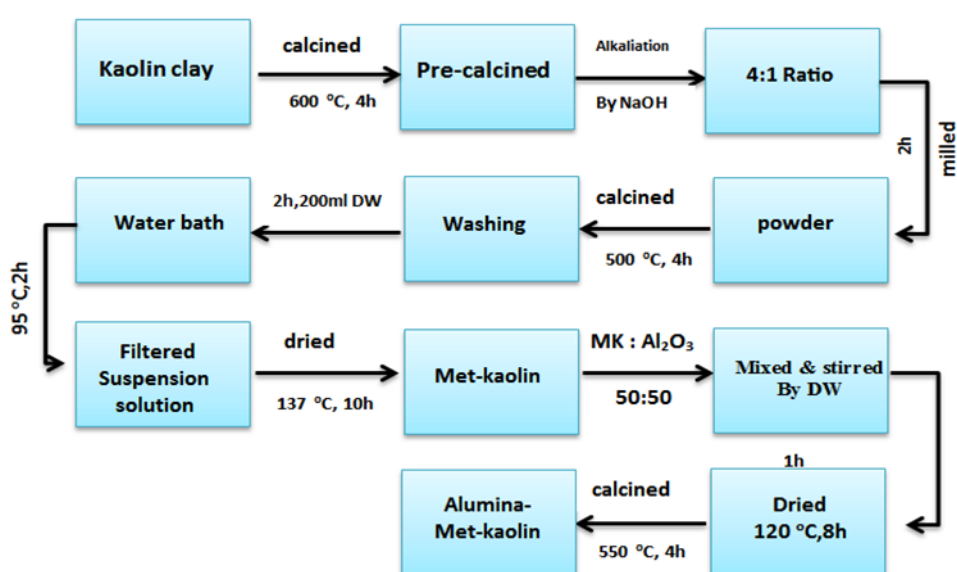 Kaolin clay
calcined
600 °C, 4h
Pre-calcined
Alkaliation
By NaOH
4:1 Ratio
2h
milled
powder
calcined
500 °C, 4h
Washing
2h,200ml DW
Water bath
95 °C,2h
Filtered
Suspension
solution
dried
137 °C, 10h
Met-kaolin
MK : Al₂O₃
50:50
Mixed & stirred
By DW
1h
Dried
120 °C,8h
calcined
550 °C, 4h
Alumina-
Met-kaolin